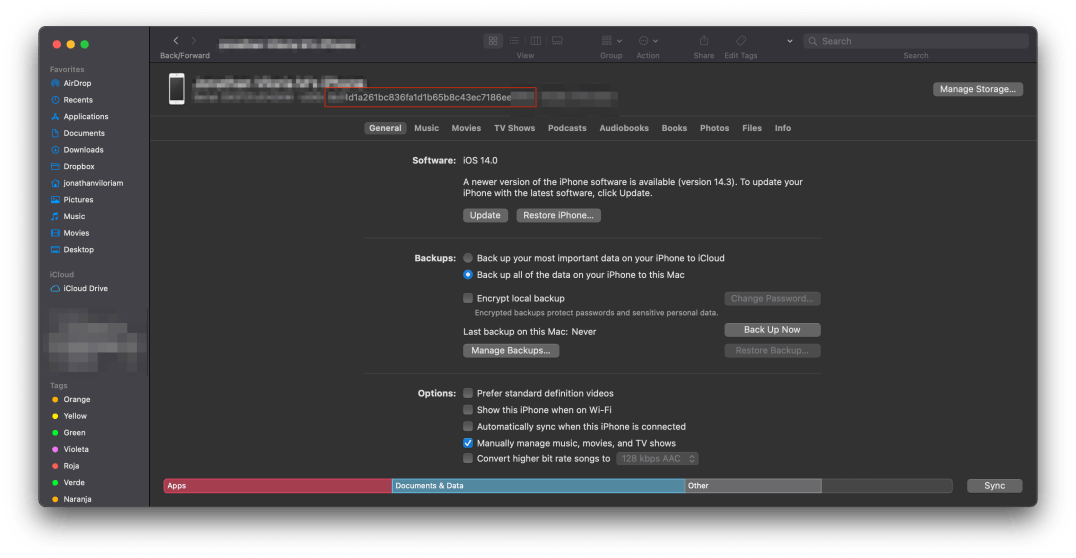 Back/Forward
View
Group
Action
Share
Edit Tags
Search
Search
Favorites
AirDrop
Recents
Applications
Documents
Downloads
Dropbox
jonathanviloriam
Pictures
Music
Movies
Desktop
iCloud
iCloud Drive
Tags
Orange
Yellow
Green
Violeta
Roja
Verde
Naranja
d1a261bc836fa1d1b65b8c43ec7186ee
Manage Storage...
General Music Movies TV Shows Podcasts Audiobooks Books Photos Files Info
Software: iOS 14.0
A newer version of the iPhone software is available (version 14.3). To update your
iPhone with the latest software, click Update.
Update Restore iPhone...
Backups: Back up your most important data on your iPhone to iCloud
Back up all of the data on your iPhone to this Mac
Encrypt local backup Change Password...
Encrypted backups protect passwords and sensitive personal data.
Last backup on this Mac: Never Back Up Now
Manage Backups... Restore Backup...
Options: Prefer standard definition videos
Show this iPhone when on Wi-Fi
Automatically sync when this iPhone is connected
Manually manage music, movies, and TV shows
Convert higher bit rate songs to 128 kbps AAC
Apps Documents & Data Other Sync